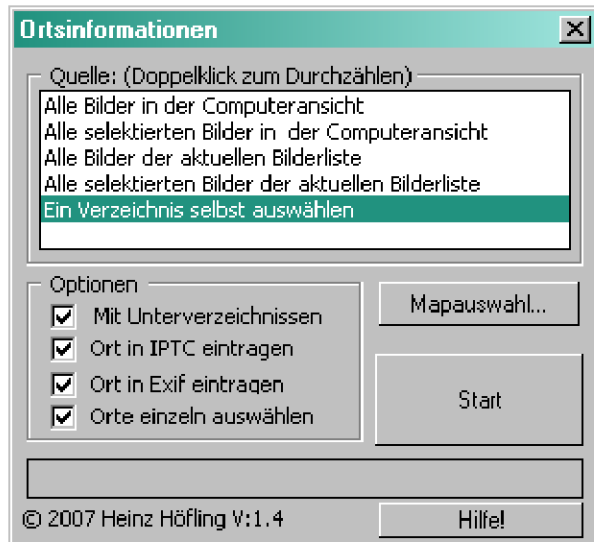 Ortsinformationen
Quelle: (Doppelklick zum Durchzählen)
Alle Bilder in der Computeransicht
Alle selektierten Bilder in der Computeransicht
Alle Bilder der aktuellen Bilderliste
Alle selektierten Bilder der aktuellen Bilderliste
Ein Verzeichnis selbst auswählen
Optionen
Mit Unterverzeichnissen
Ort in IPTC eintragen
Ort in Exif eintragen
Orte einzeln auswählen
Mapauswahl...
Start
© 2007 Heinz Höfling V:1.4
Hilfe!